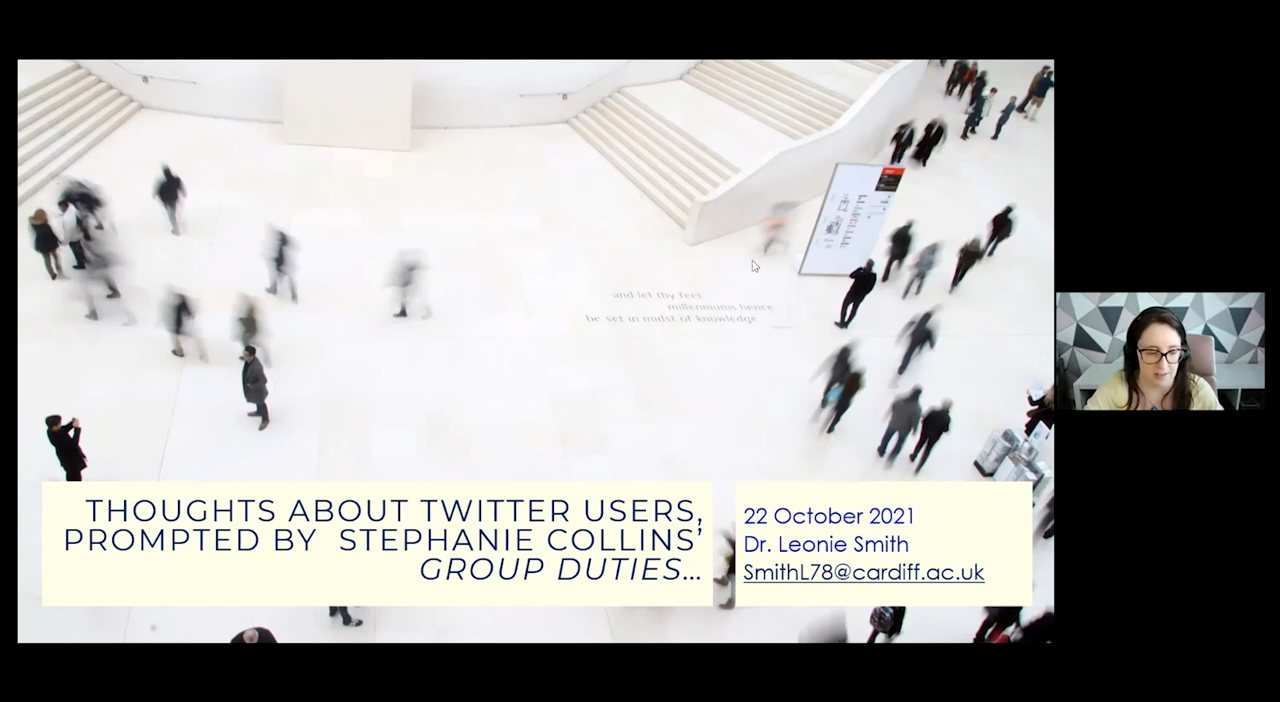 and let thy feet
millenniums hence
be set in midst of knowledge
THOUGHTS ABOUT TWITTER USERS,
PROMPTED BY STEPHANIE COLLINS'
GROUP DUTIES...
22 October 2021
Dr. Leonie Smith
SmithL78@cardiff.ac.uk